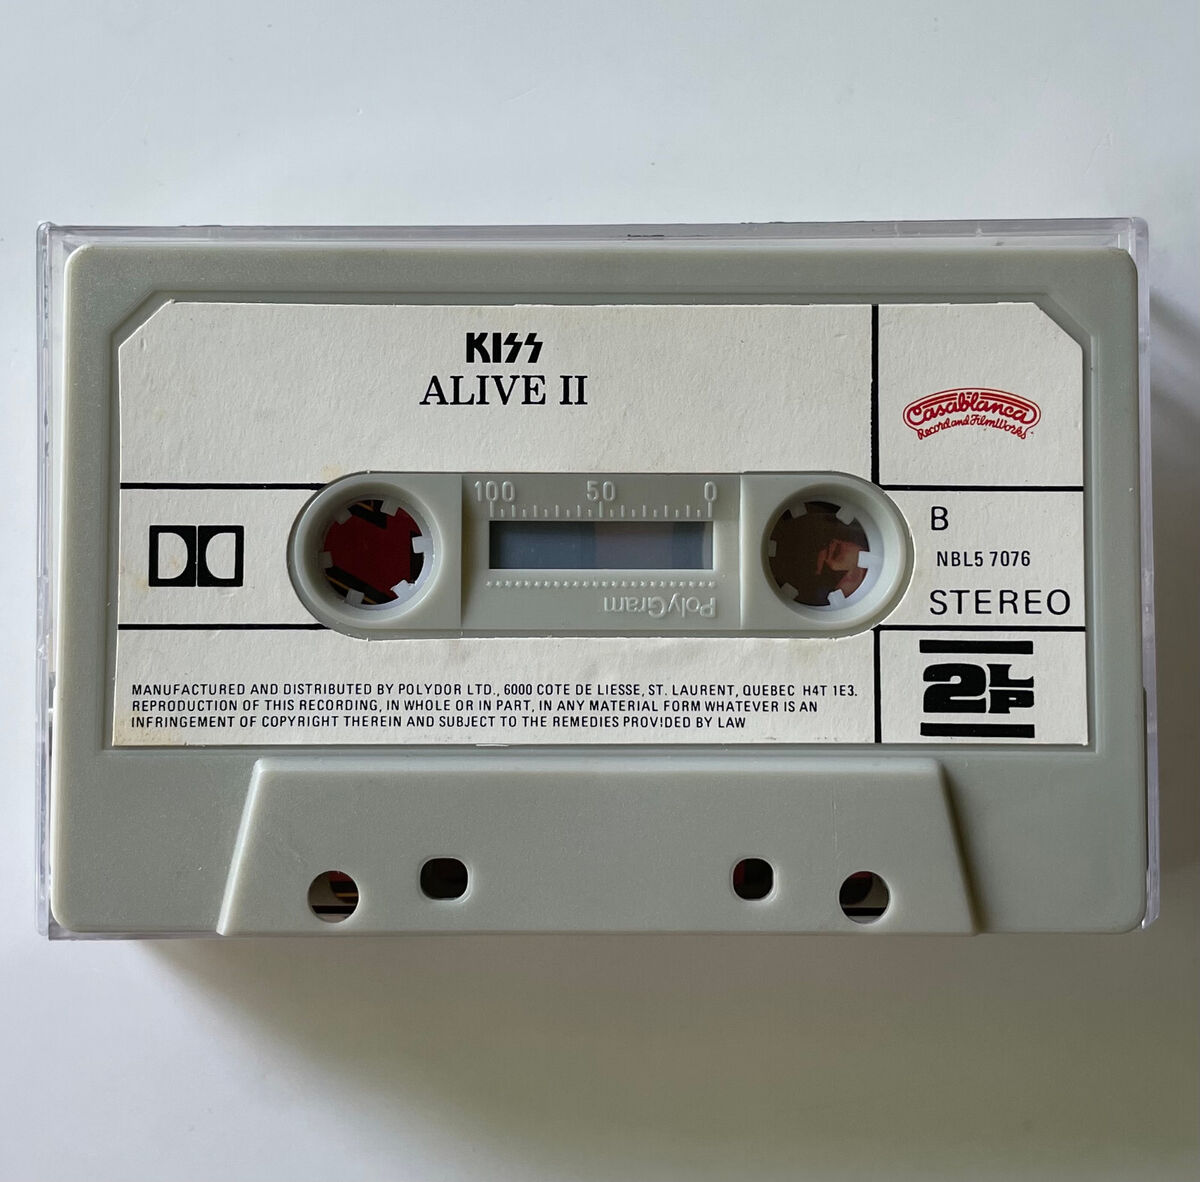 KISS
ALIVE II
Casablanca
Record and FilmWorks
100 50 0
PolyGram
B
NBL5 7076
STEREO
2LP
MANUFACTURED AND DISTRIBUTED BY POLYDOR LTD., 6000 COTE DE LIESSE, ST. LAURENT, QUEBEC H4T 1E3.
REPRODUCTION OF THIS RECORDING, IN WHOLE OR IN PART, IN ANY MATERIAL FORM WHATEVER IS AN
INFRINGEMENT OF COPYRIGHT THEREIN AND SUBJECT TO THE REMEDIES PROV!DED BY LAW